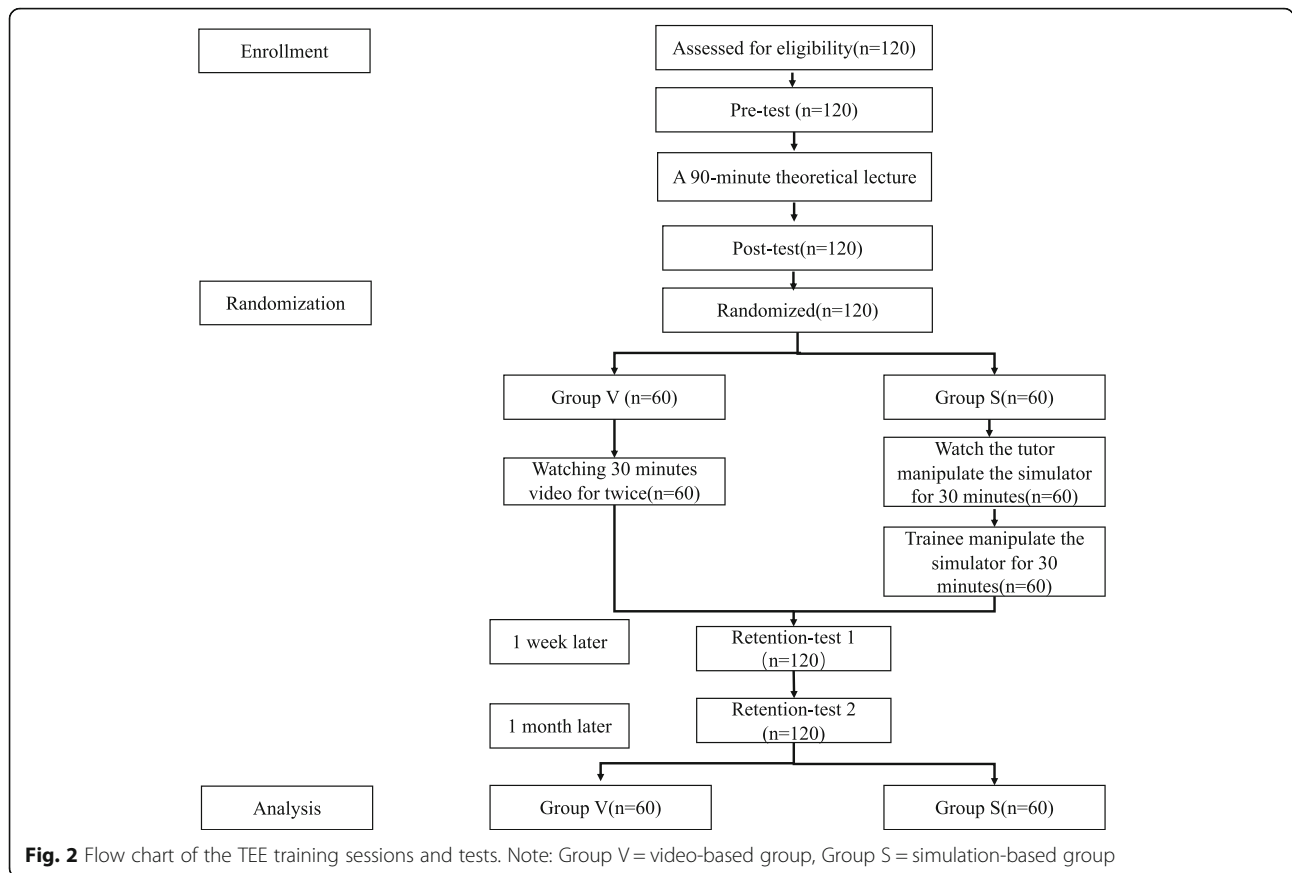 Enrollment
Assessed for eligibility(n=120)
Pre-test (n=120)
A 90-minute theoretical lecture
Post-test(n=120)
Randomization
Randomized(n=120)
Group V (n=60)
Group S(n=60)
Watching 30 minutes
video for twice(n=60)
Watch the tutor
manipulate the simulator
for 30 minutes(n=60)
Trainee manipulate the
simulator for 30
minutes(n=60)
1 week later
Retention-test 1
(n=120)
1 month later
Retention-test 2
(n=120)
Analysis
Group V(n=60)
Group S(n=60)
Fig. 2 Flow chart of the TEE training sessions and tests. Note: Group V = video-based group, Group S = simulation-based group